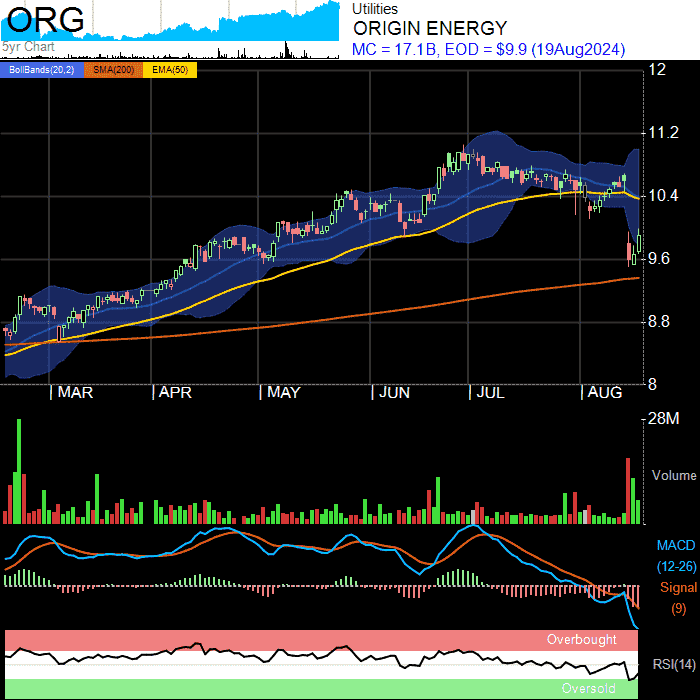 ORG
5yr Chart
Utilities
ORIGIN ENERGY
MC = 17.1B, EOD = $9.9 (19Aug2024)
BollBands(20,2) SMA(200) EMA(50)
12
11.2
10.4
9.6
8.8
8
MAR APR MAY JUN JUL AUG
28M
Volume
MACD
(12-26)
Signal
(9)
Overbought
RSI(14)
Oversold